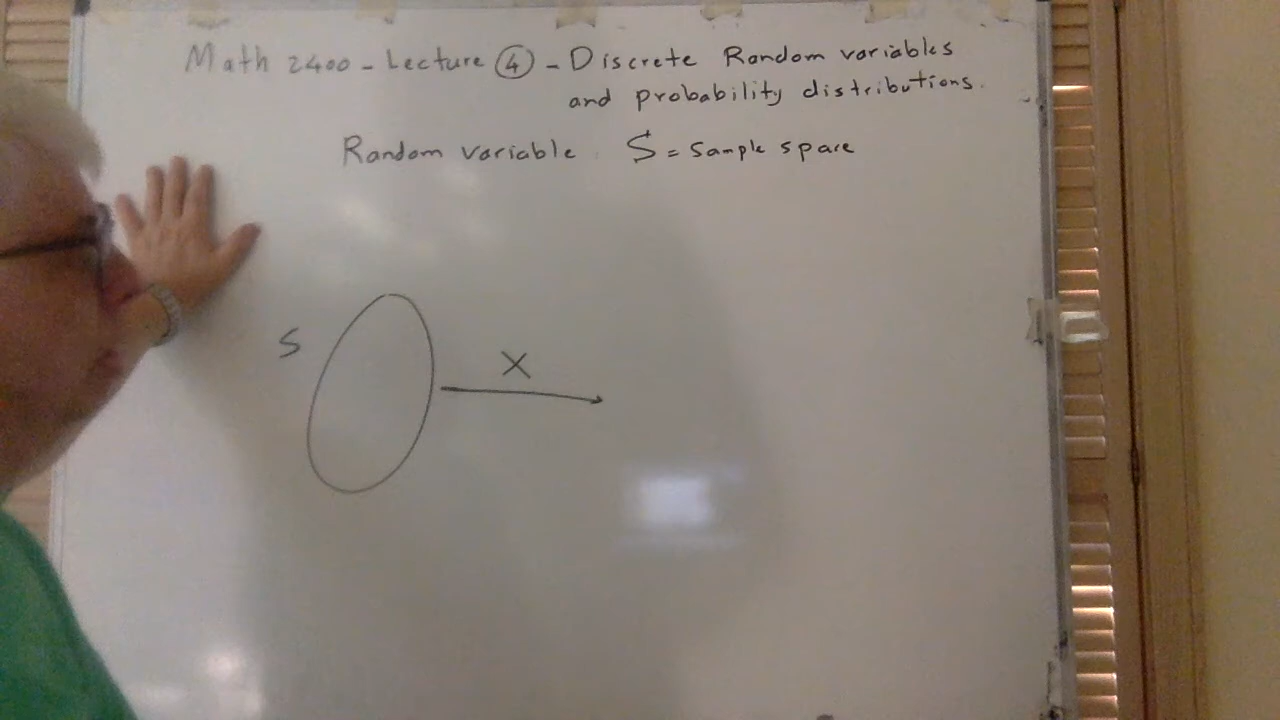 Math 2400 - Lecture ④ - Discrete Random variables
and probability distributions.
Random variable. S = Sample space
S
X